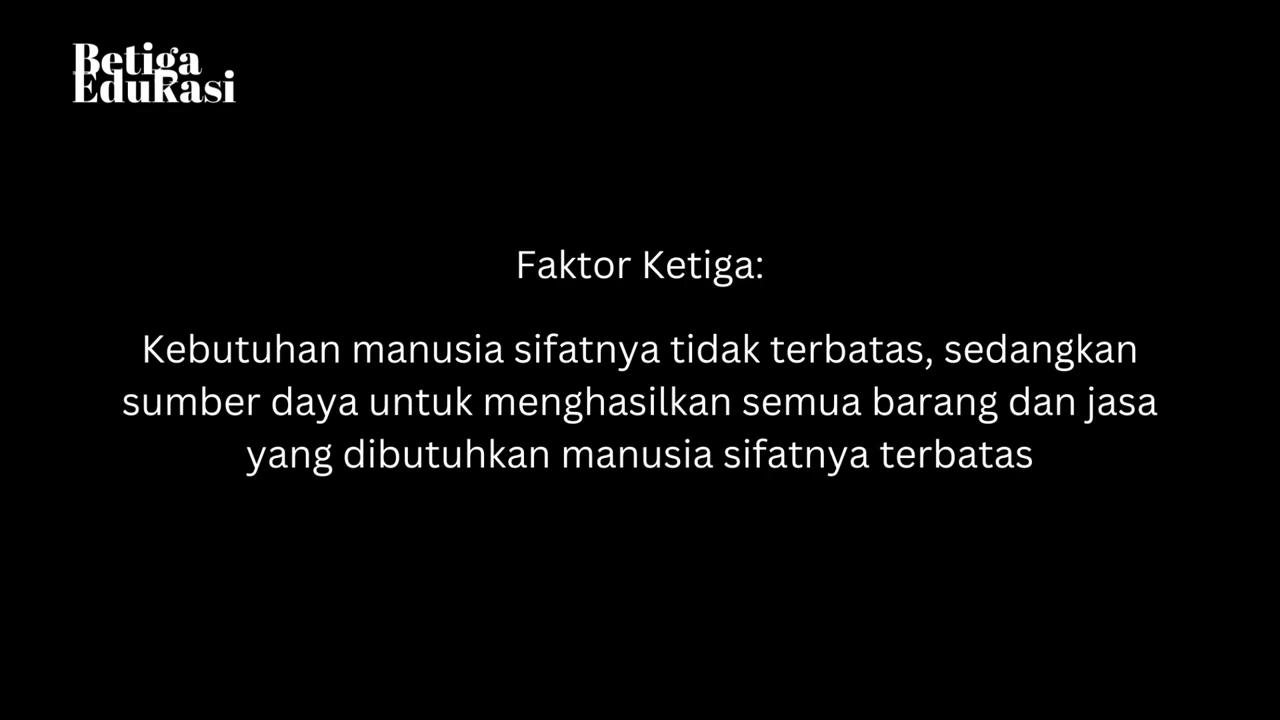 Betiga
Edukasi
Faktor Ketiga:
Kebutuhan manusia sifatnya tidak terbatas, sedangkan
sumber daya untuk menghasilkan semua barang dan jasa
yang dibutuhkan manusia sifatnya terbatas